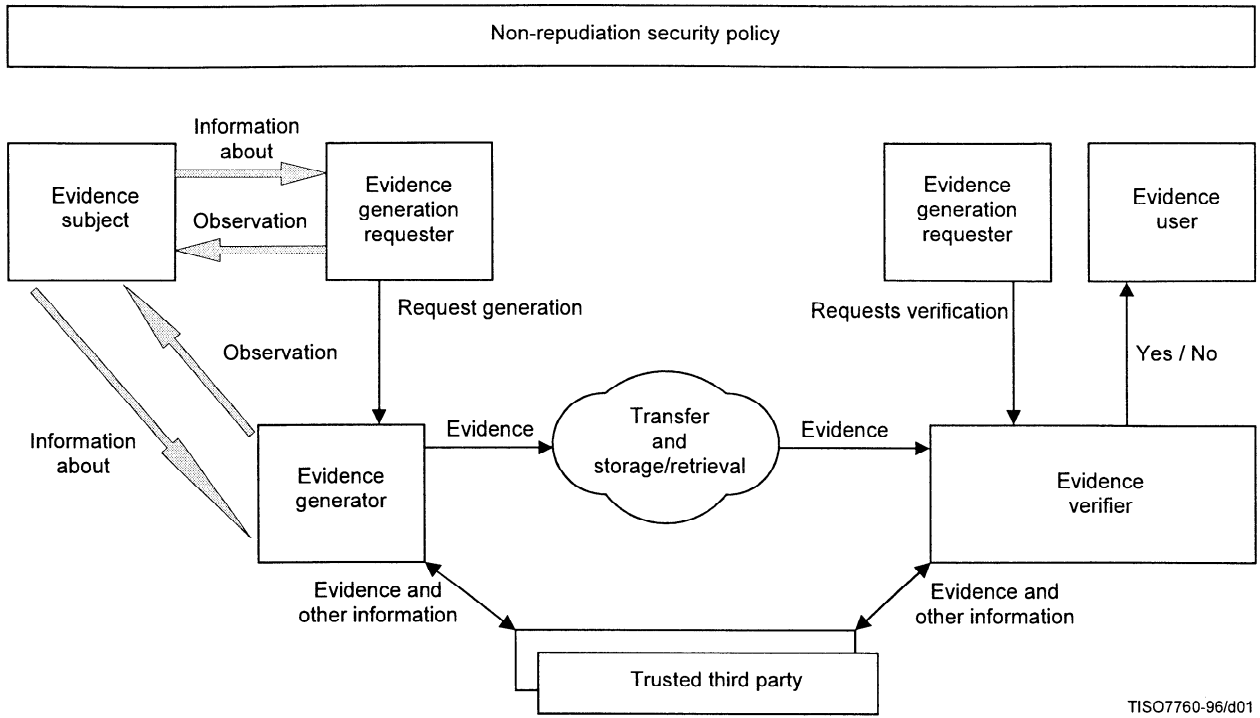 Non-repudiation security policy
Information
about
Evidence
subject
Evidence
generation
requester
Observation
Evidence
generation
requester
Evidence
user
Request generation
Requests verification
Yes / No
Observation
Information
about
Evidence
Transfer
and
storage/retrieval
Evidence
Evidence
generator
Evidence
verifier
Evidence and
other information
Evidence and
other information
Trusted third party
TISO7760-96/d01